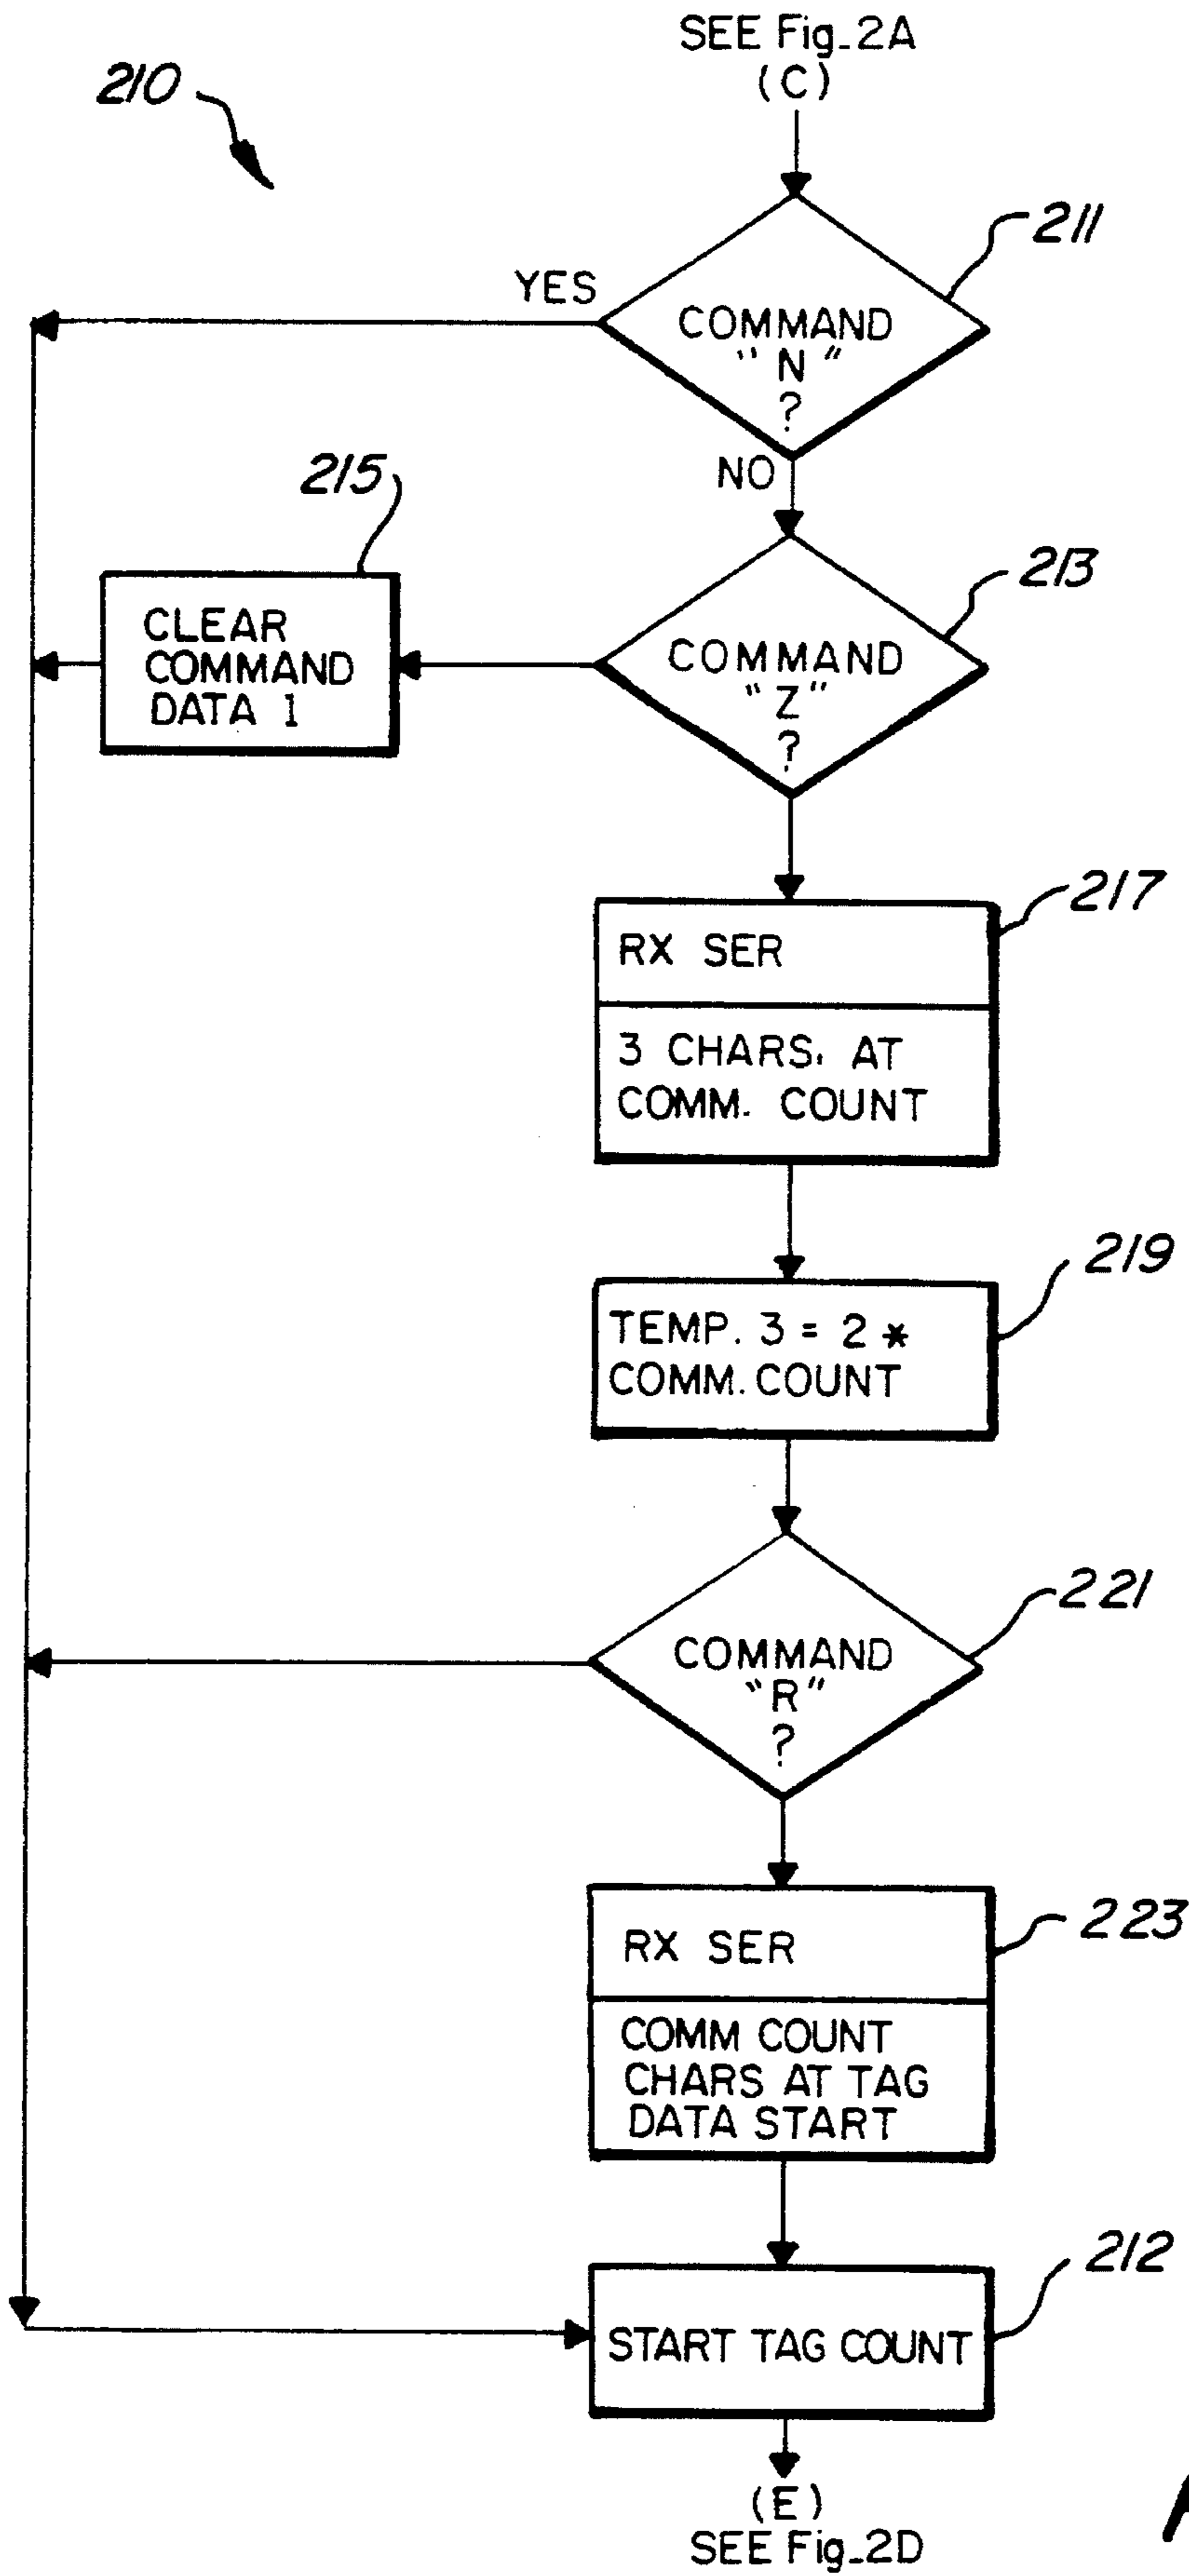 SEE Fig_2A
(C)
210
211
YES
COMMAND
"N"
?
NO
215
213
CLEAR
COMMAND
DATA 1
COMMAND
"Z"
?
217
RX SER
3 CHARS. AT
COMM. COUNT
219
TEMP. 3 = 2 *
COMM. COUNT
221
COMMAND
"R"
?
223
RX SER
COMM COUNT
CHARS AT TAG
DATA START
212
START TAG COUNT
(E)
SEE Fig_2D